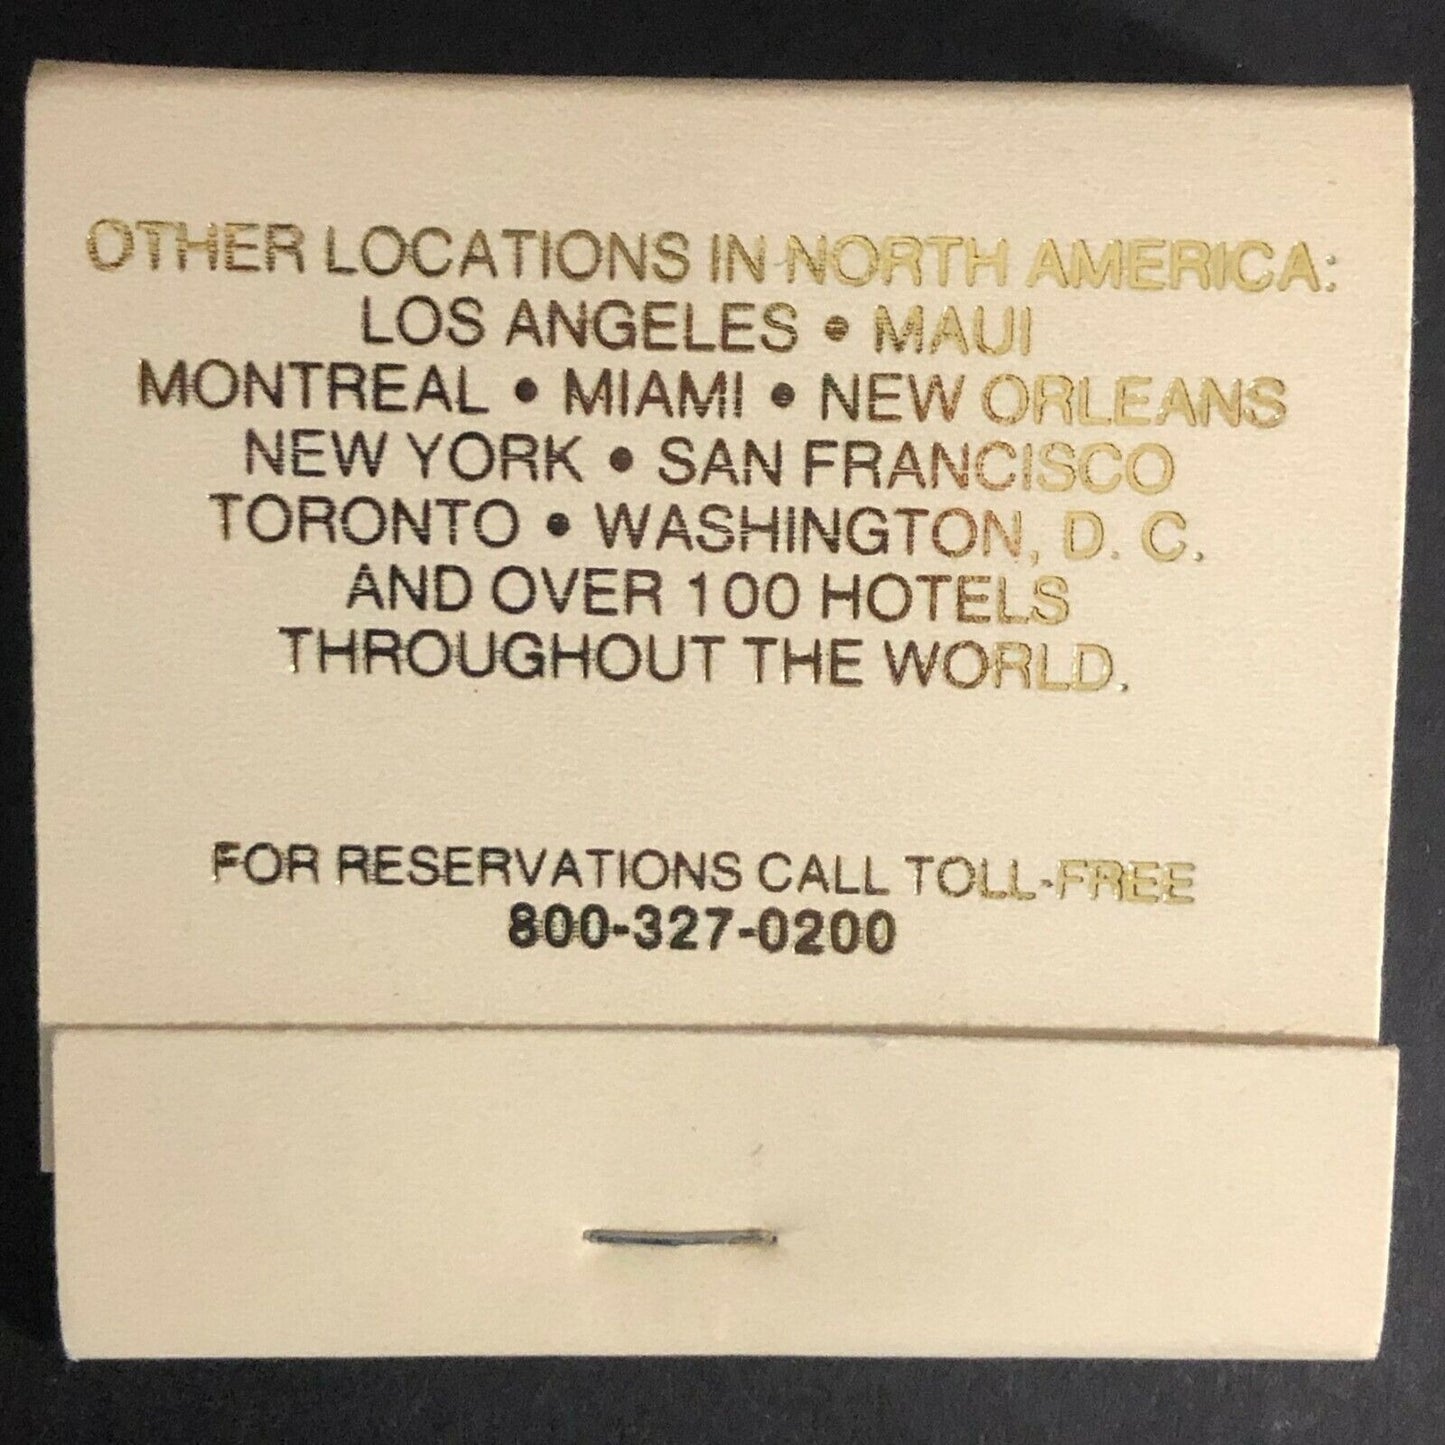 OTHER LOCATIONS IN NORTH AMERICA:
LOS ANGELES • MAUI
MONTREAL • MIAMI • NEW ORLEANS
NEW YORK • SAN FRANCISCO
TORONTO • WASHINGTON, D. C.
AND OVER 100 HOTELS
THROUGHOUT THE WORLD.
FOR RESERVATIONS CALL TOLL-FREE
800-327-0200